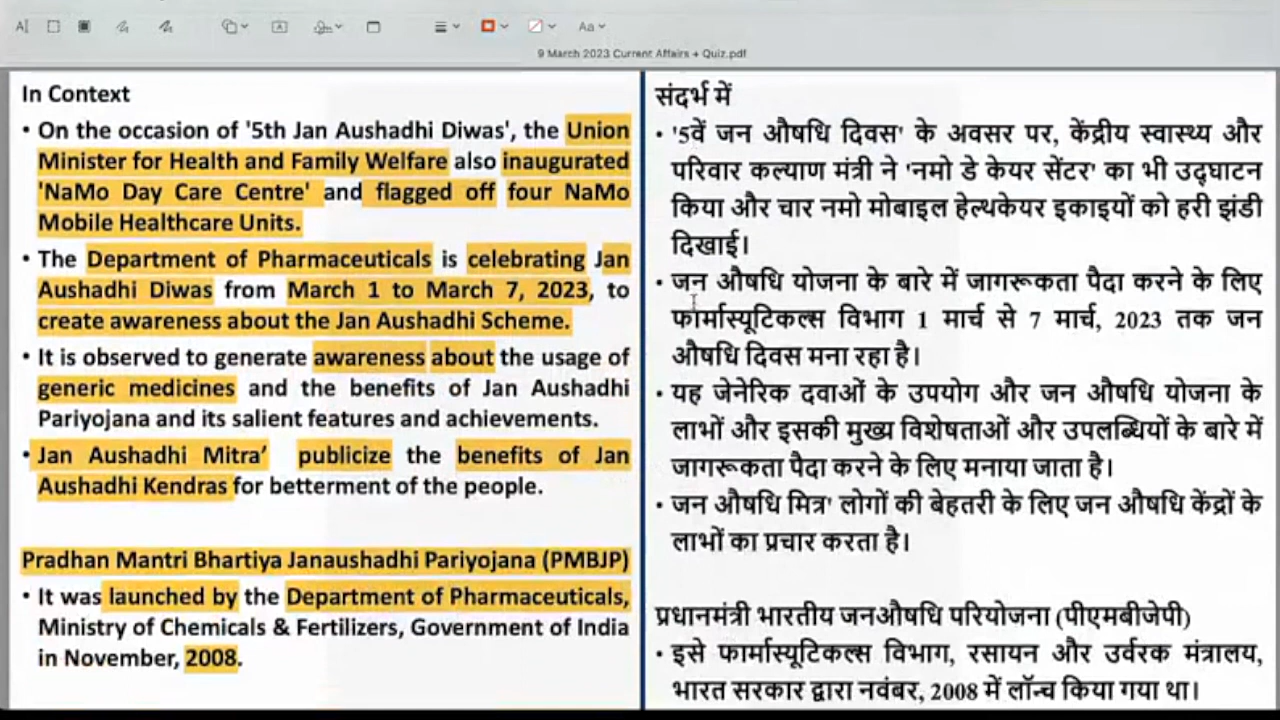 Aa
9 March 2023 Current Affairs + Quiz.pdf
In Context
• On the occasion of '5th Jan Aushadhi Diwas', the Union
Minister for Health and Family Welfare also inaugurated
'NaMo Day Care Centre' and flagged off four NaMo
Mobile Healthcare Units.
• The Department of Pharmaceuticals is celebrating Jan
Aushadhi Diwas from March 1 to March 7, 2023, to
create awareness about the Jan Aushadhi Scheme.
• It is observed to generate awareness about the usage of
generic medicines and the benefits of Jan Aushadhi
Pariyojana and its salient features and achievements.
• Jan Aushadhi Mitra’ publicize the benefits of Jan
Aushadhi Kendras for betterment of the people.
Pradhan Mantri Bhartiya Janaushadhi Pariyojana (PMBJP)
• It was launched by the Department of Pharmaceuticals,
Ministry of Chemicals & Fertilizers, Government of India
in November, 2008.
संदर्भ में
• '5वें जन औषधि दिवस' के अवसर पर, केंद्रीय स्वास्थ्य और
परिवार कल्याण मंत्री ने 'नमो डे केयर सेंटर' का भी उद्घाटन
किया और चार नमो मोबाइल हेल्थकेयर इकाइयों को हरी झंडी
दिखाई।
• जन औषधि योजना के बारे में जागरूकता पैदा करने के लिए
फार्मास्यूटिकल्स विभाग 1 मार्च से 7 मार्च, 2023 तक जन
औषधि दिवस मना रहा है।
• यह जेनेरिक दवाओं के उपयोग और जन औषधि योजना के
लाभों और इसकी मुख्य विशेषताओं और उपलब्धियों के बारे में
जागरूकता पैदा करने के लिए मनाया जाता है।
• जन औषधि मित्र' लोगों की बेहतरी के लिए जन औषधि केंद्रों के
लाभों का प्रचार करता है।
प्रधानमंत्री भारतीय जनऔषधि परियोजना (पीएमबीजेपी)
• इसे फार्मास्यूटिकल्स विभाग, रसायन और उर्वरक मंत्रालय,
भारत सरकार द्वारा नवंबर, 2008 में लॉन्च किया गया था।